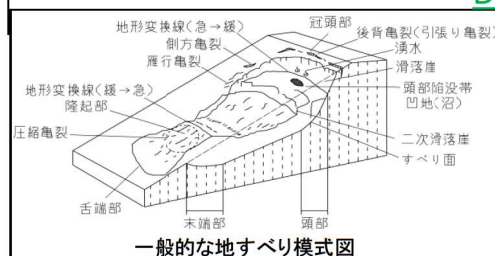 地形変換線(急→緩)
側方亀裂
雁行亀裂
地形変換線(緩→急)
隆起部
圧縮亀裂
舌端部
末端部
頭部
冠頭部
後背亀裂(引張り亀裂)
湧水
滑落崖
頭部陥没帯
凹地(沼)
二次滑落崖
すべり面
一般的な地すべり模式図